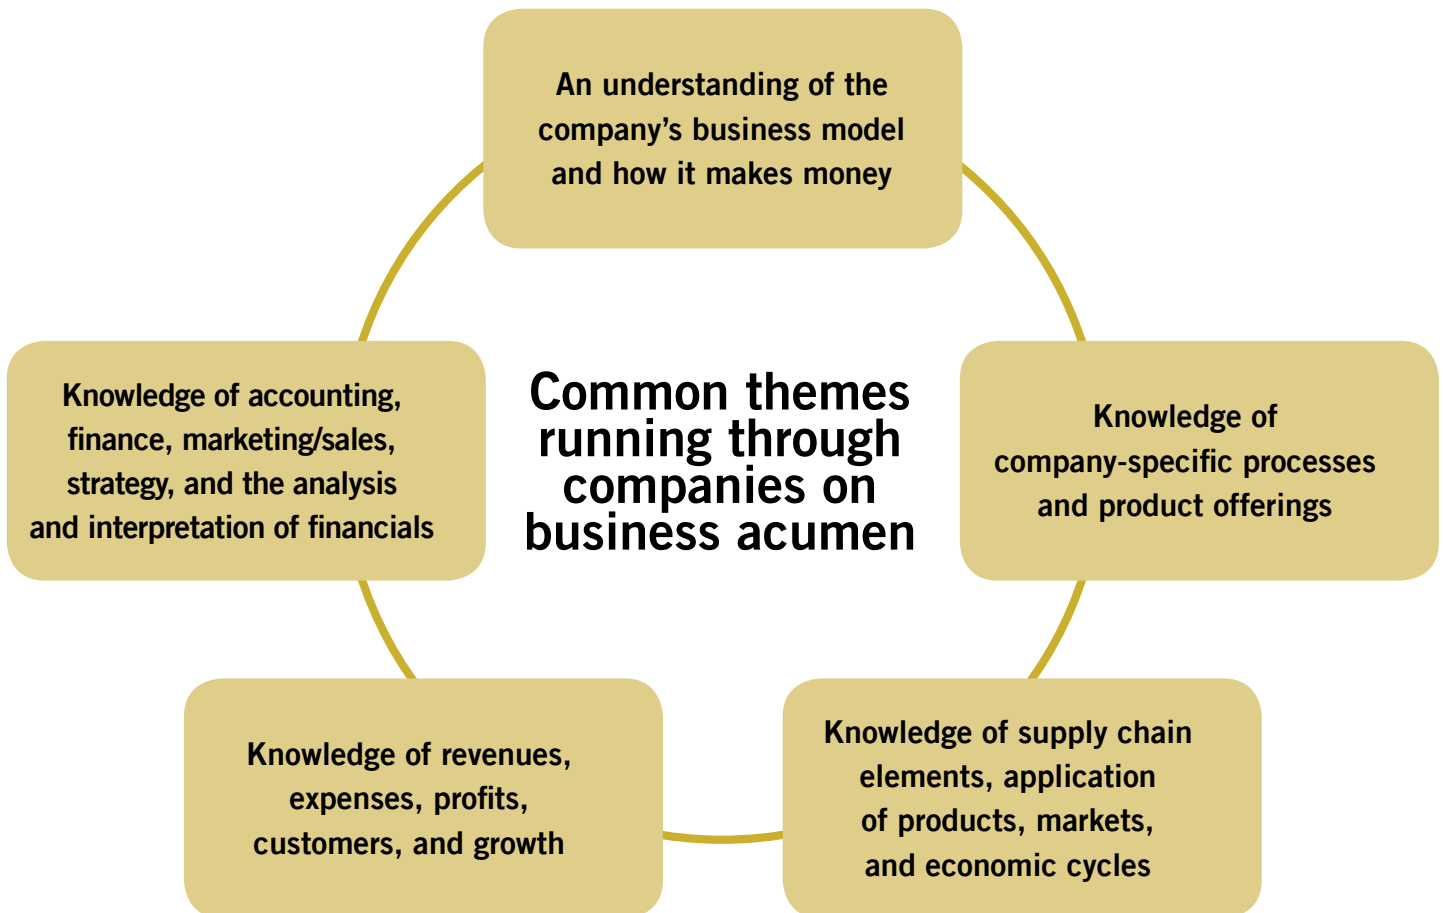 An understanding of the
company’s business model
and how it makes money
Common themes
running through
companies on
business acumen
Knowledge of
company-specific processes
and product offerings
Knowledge of supply chain
elements, application
of products, markets,
and economic cycles
Knowledge of revenues,
expenses, profits,
customers, and growth
Knowledge of accounting,
finance, marketing/sales,
strategy, and the analysis
and interpretation of financials